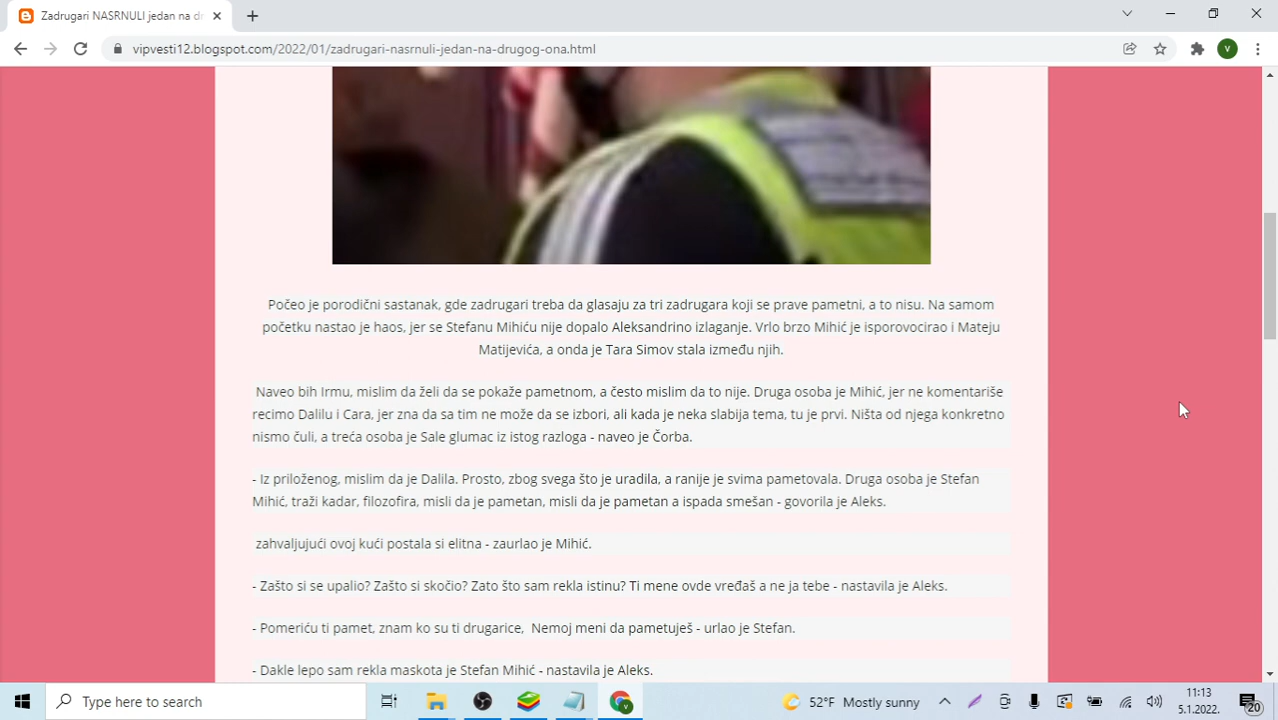 Zadrugari NASRNULI jedan na dr
vipvesti12.blogspot.com/2022/01/zadrugari-nasrnuli-jedan-na-drugog-ona.html
V
Počeo je porodični sastanak, gde zadrugari treba da glasaju za tri zadrugara koji se prave pametni, a to nisu. Na samom
početku nastao je haos, jer se Stefanu Mihiću nije dopalo Aleksandrino izlaganje. Vrlo brzo Mihić je isporovocirao i Mateju
Matijevića, a onda je Tara Simov stala između njih.
Naveo bih Irmu, mislim da želi da se pokaže pametnom, a često mislim da to nije. Druga osoba je Mihić, jer ne komentariše
recimo Dalilu i Cara, jer zna da sa tim ne može da se izbori, ali kada je neka slabija tema, tu je prvi. Ništa od njega konkretno
nismo čuli, a treća osoba je Sale glumac iz istog razloga - naveo je Čorba.
- Iz priloženog, mislim da je Dalila. Prosto, zbog svega što je uradila, a ranije je svima pametovala. Druga osoba je Stefan
Mihić, traži kadar, filozofira, misli da je pametan, misli da je pametan a ispada smešan - govorila je Aleks.
zahvaljujući ovoj kući postala si elitna - zaurlao je Mihić.
- Zašto si se upalio? Zašto si skočio? Zato što sam rekla istinu? Ti mene ovde vređaš a ne ja tebe - nastavila je Aleks.
- Pomeriću ti pamet, znam ko su ti drugarice, Nemoj meni da pametuješ - urlao je Stefan.
- Dakle lepo sam rekla maskota je Stefan Mihić - nastavila je Aleks.
Type here to search
52°F Mostly sunny
11:13
5.1.2022.
20